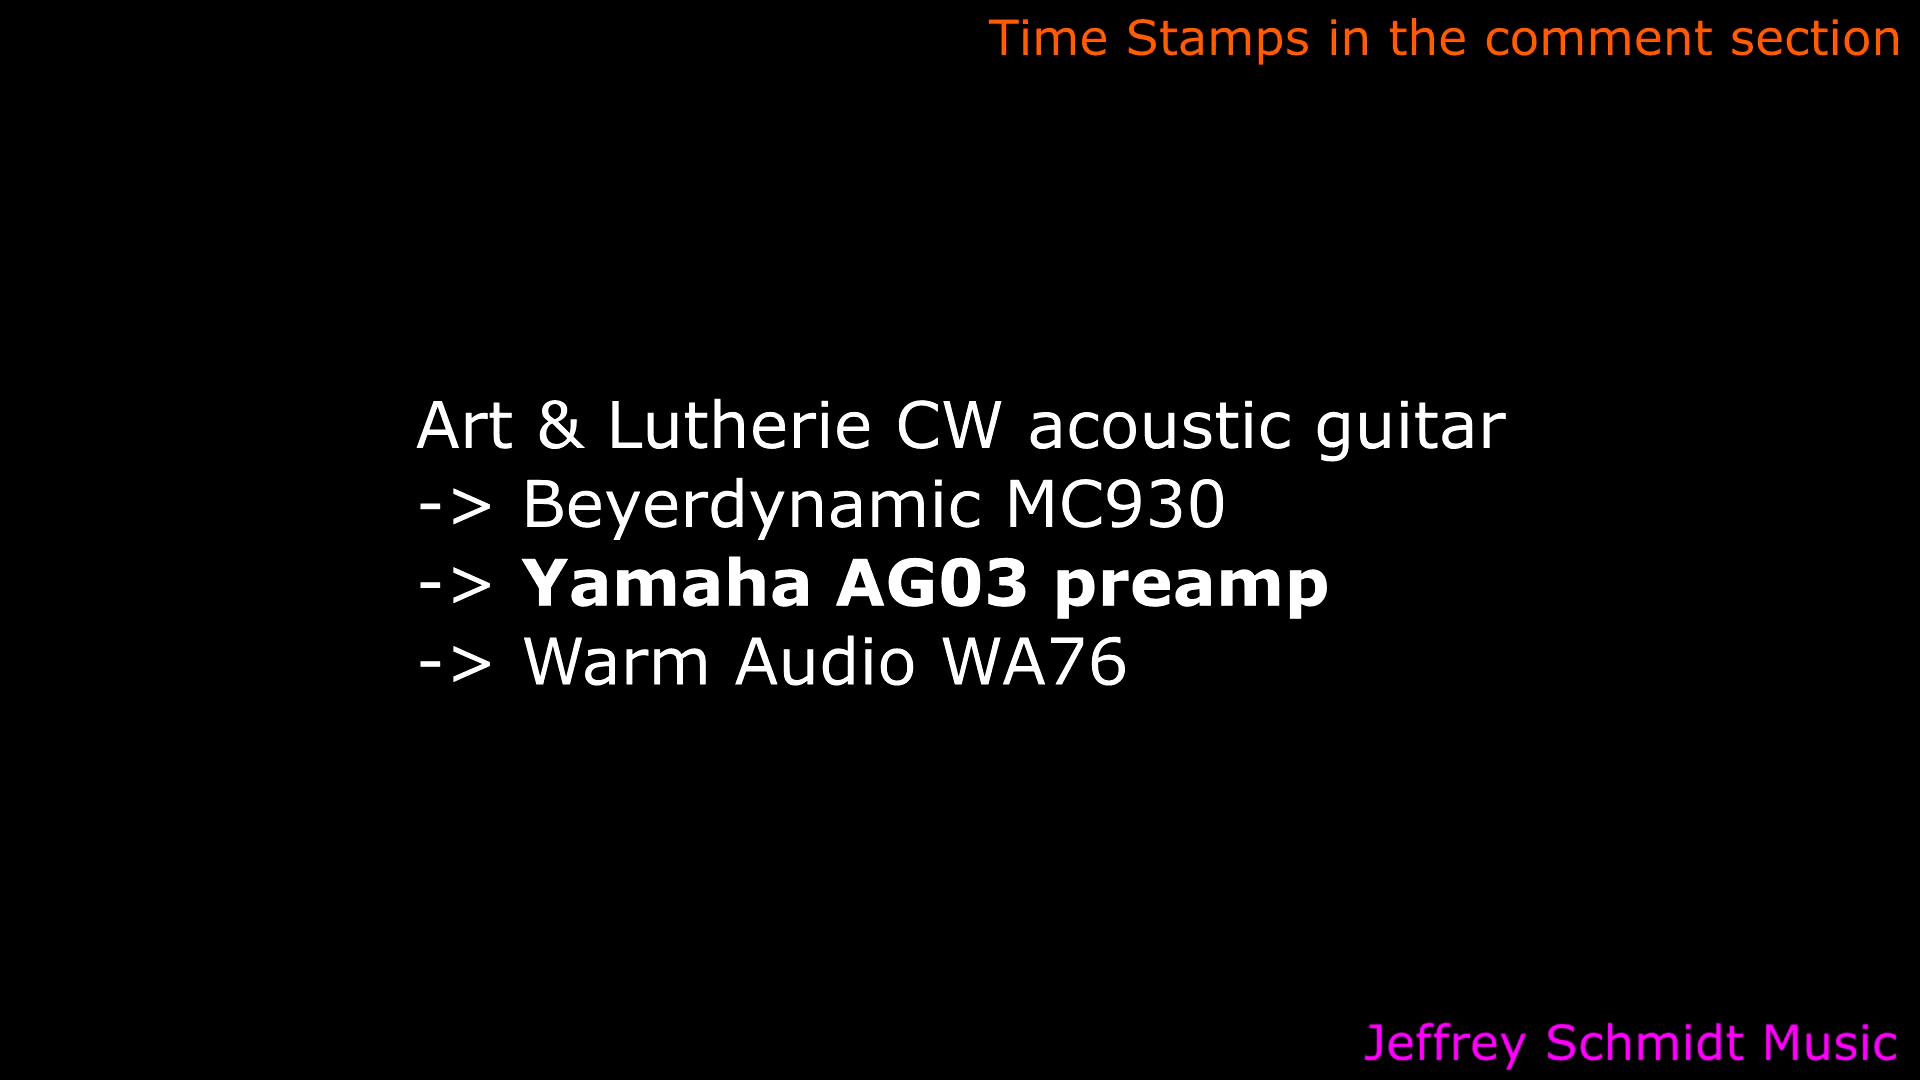 Time Stamps in the comment section
Art & Lutherie CW acoustic guitar
-> Beyerdynamic MC930
-> Yamaha AG03 preamp
-> Warm Audio WA76
Jeffrey Schmidt Music